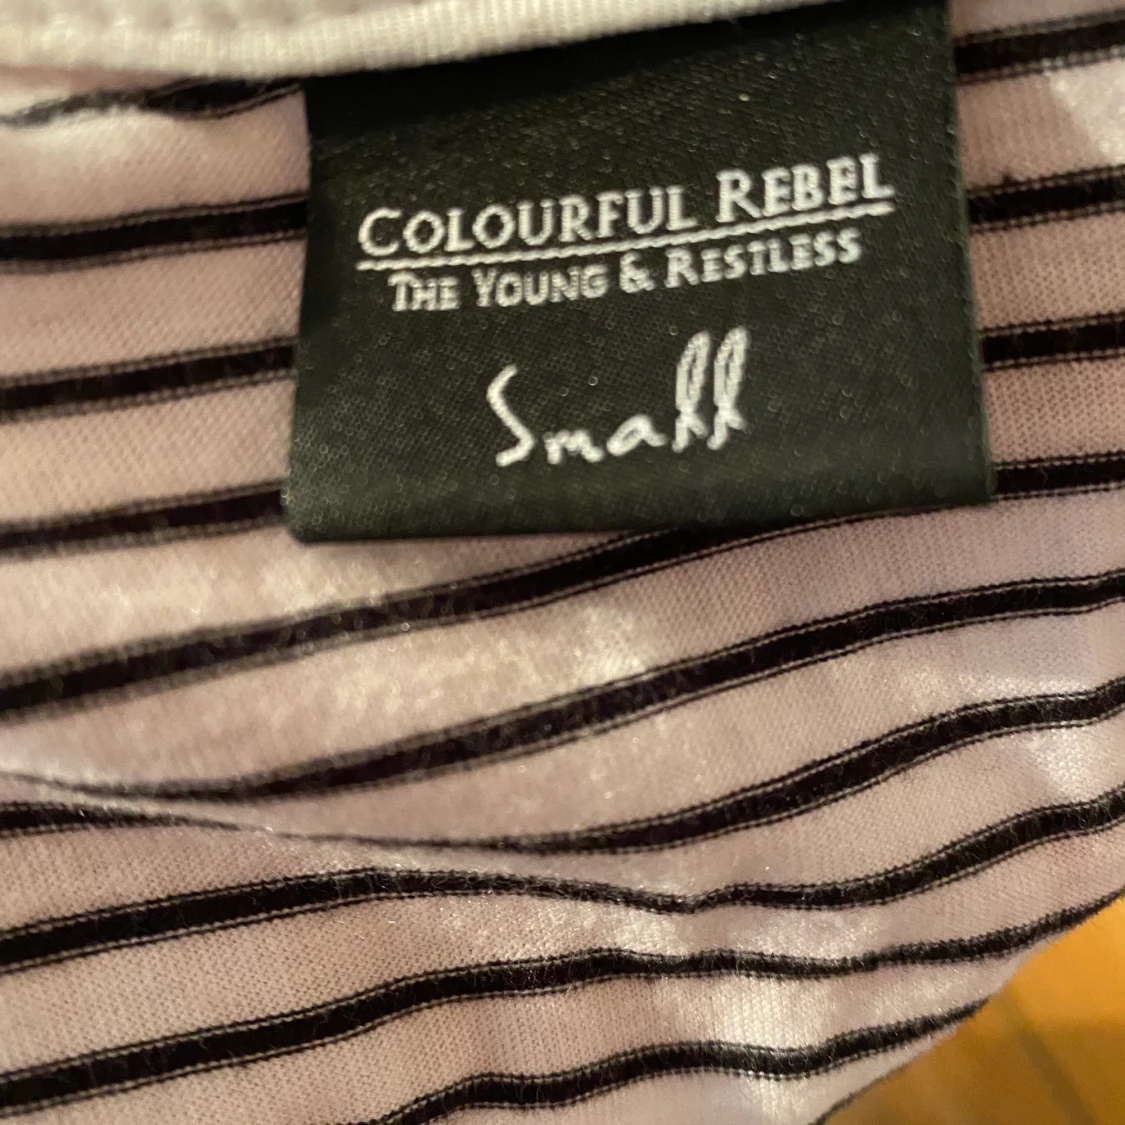 COLOURFUL REBEL
THE YOUNG & RESTLESS
Small